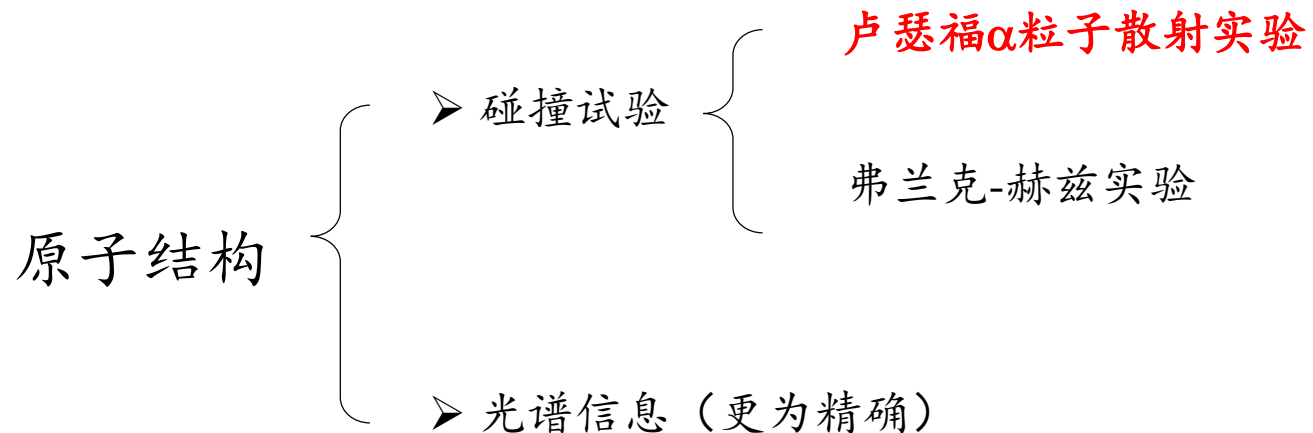 卢瑟福α粒子散射实验
➢ 碰撞试验
弗兰克-赫兹实验
原子结构
➢ 光谱信息（更为精确）